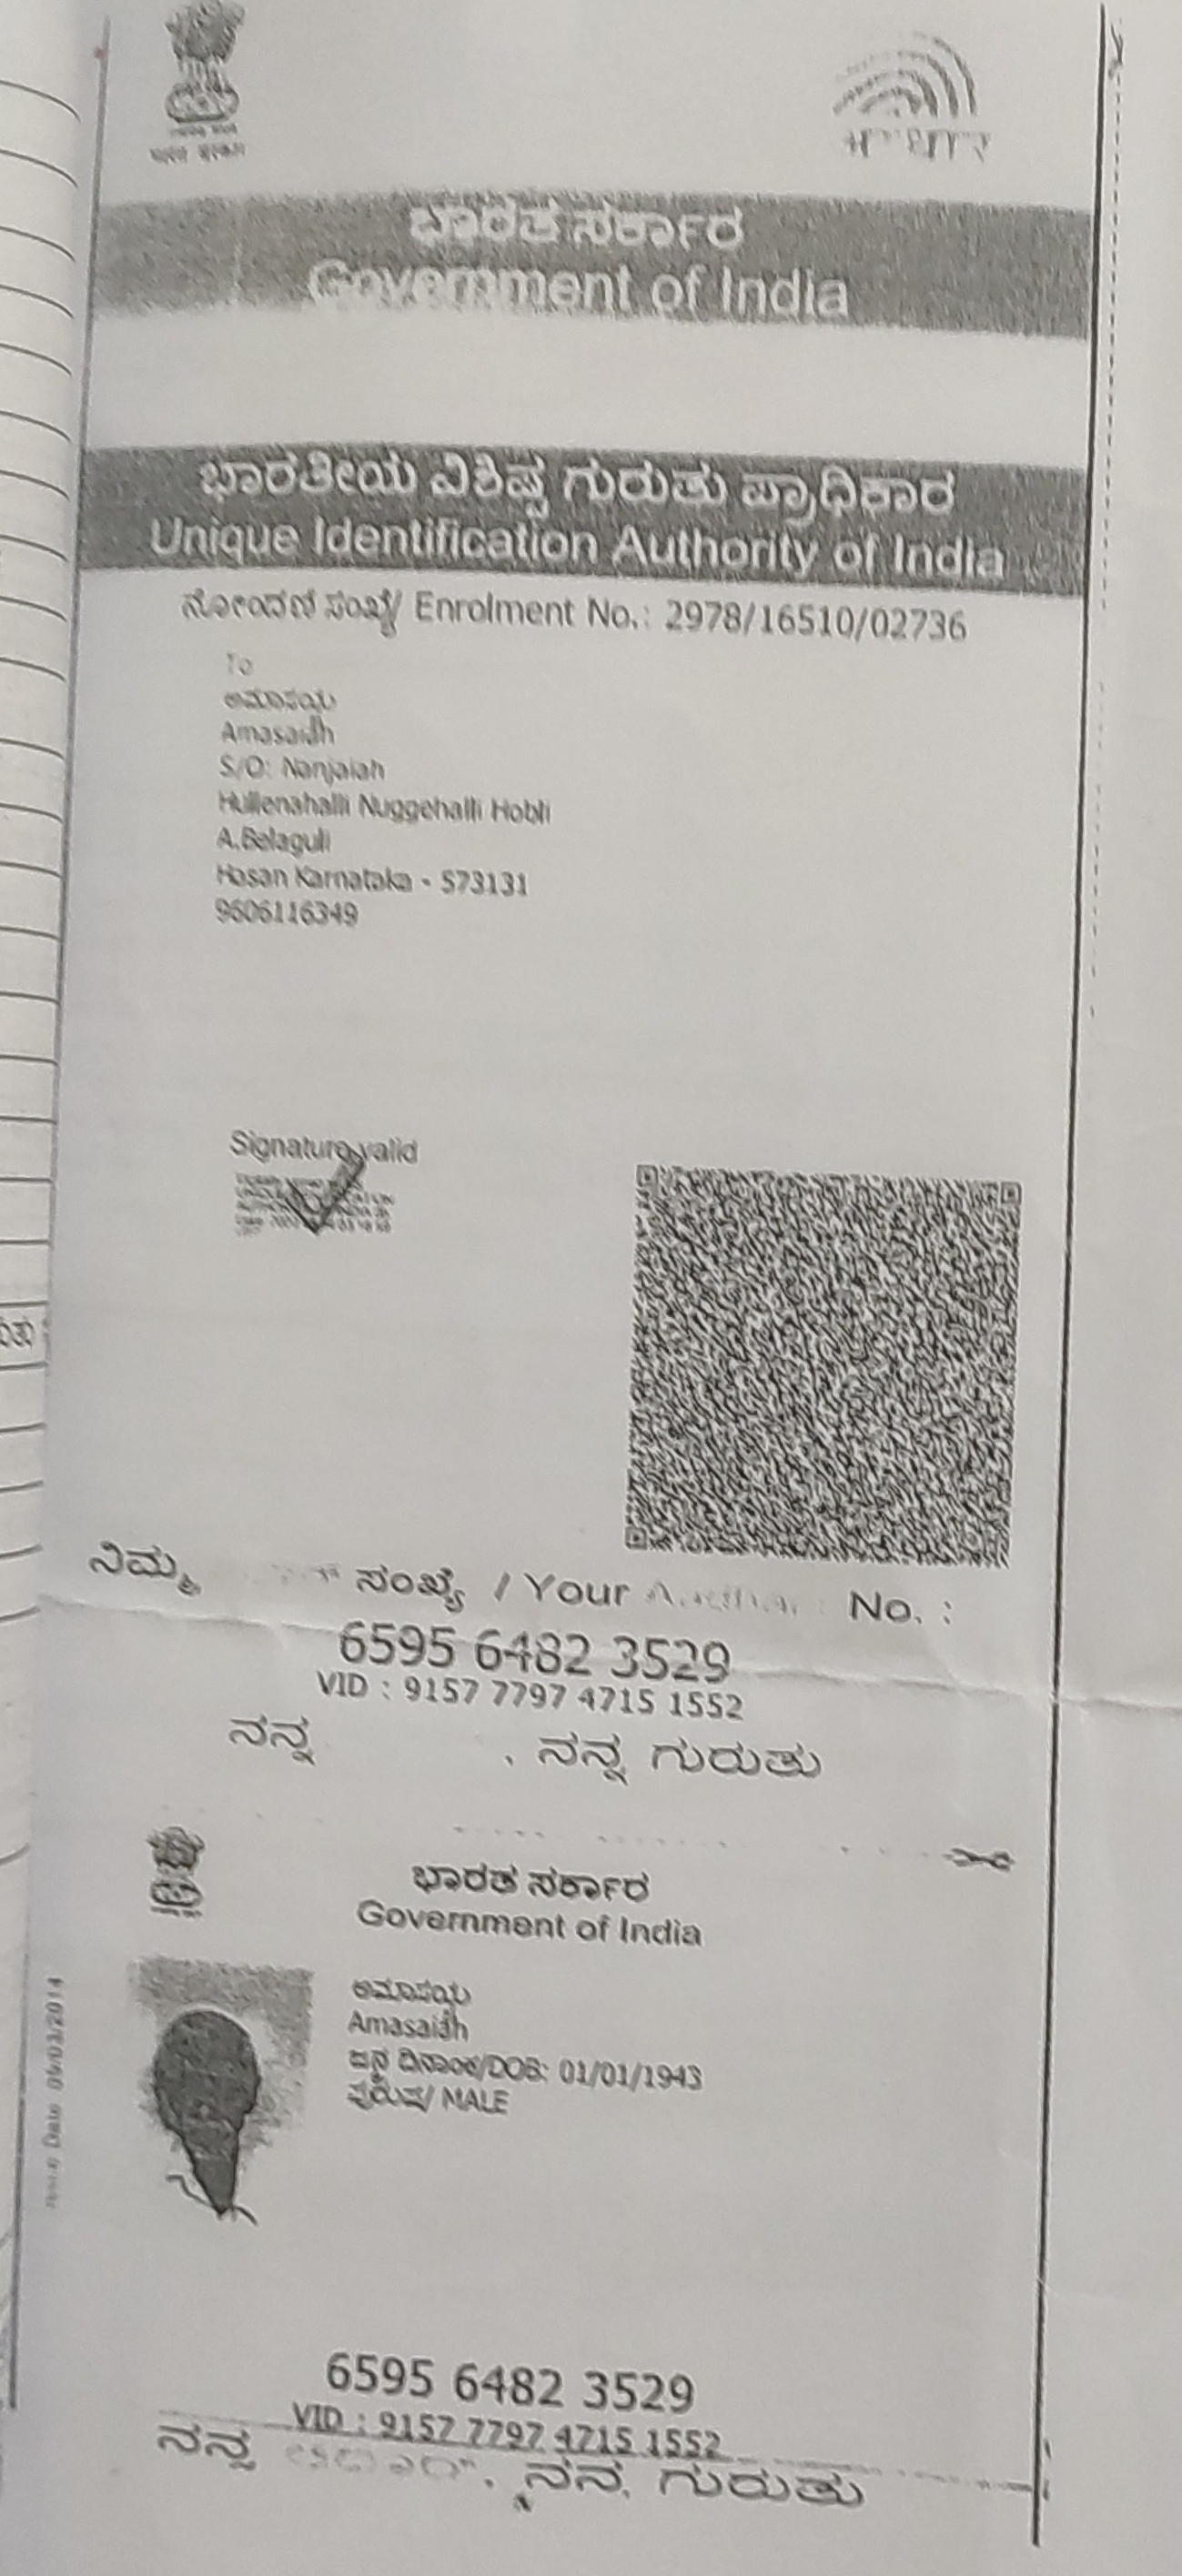 ಭಾರತ ಸರ್ಕಾರ
Government of India
ಭಾರತೀಯ ವಿಶಿಷ್ಟ ಗುರುತು ಪ್ರಾಧಿಕಾರ
Unique Identification Authority of India
ನೋಂದಣಿ ಸಂಖ್ಯೆ/ Enrolment No.: 2978/16510/02736
To
ಅಮಾಸಯ್ಯ
Amasaidh
S/O: Nanjaiah
Hullenahalli Nuggehalli Hobli
A.Belaguli
Hasan Karnataka - 573131
9606116349
Signature valid
ನಿಮ್ಮ ಸಂಖ್ಯೆ / Your No. :
6595 6482 3529
VID : 9157 7797 4715 1552
ನನ್ನ , ನನ್ನ ಗುರುತು
ಭಾರತ ಸರ್ಕಾರ
Government of India
ಅಮಾಸಯ್ಯ
Amasaidh
ಜನ್ಮ ದಿನಾಂಕ/DOB: 01/01/1943
ಪುರುಷ/ MALE
6595 6482 3529
VID : 9157 7797 4715 1552
ನನ್ನ , ನನ್ನ ಗುರುತು